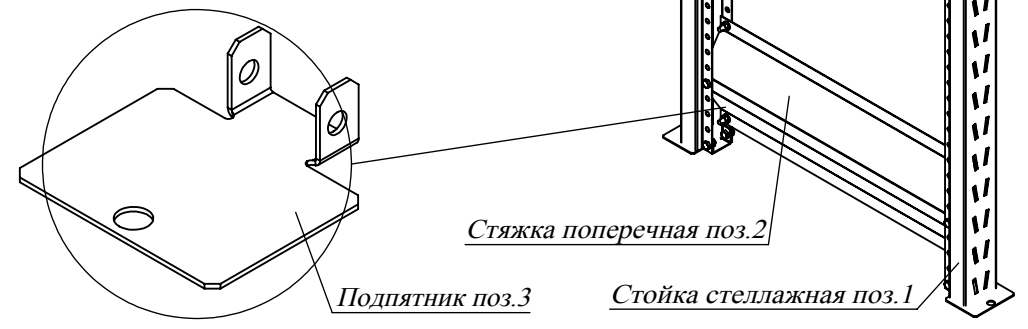 Стяжка поперечная поз.2
Подпятник поз.3
Стойка стеллажная поз.1